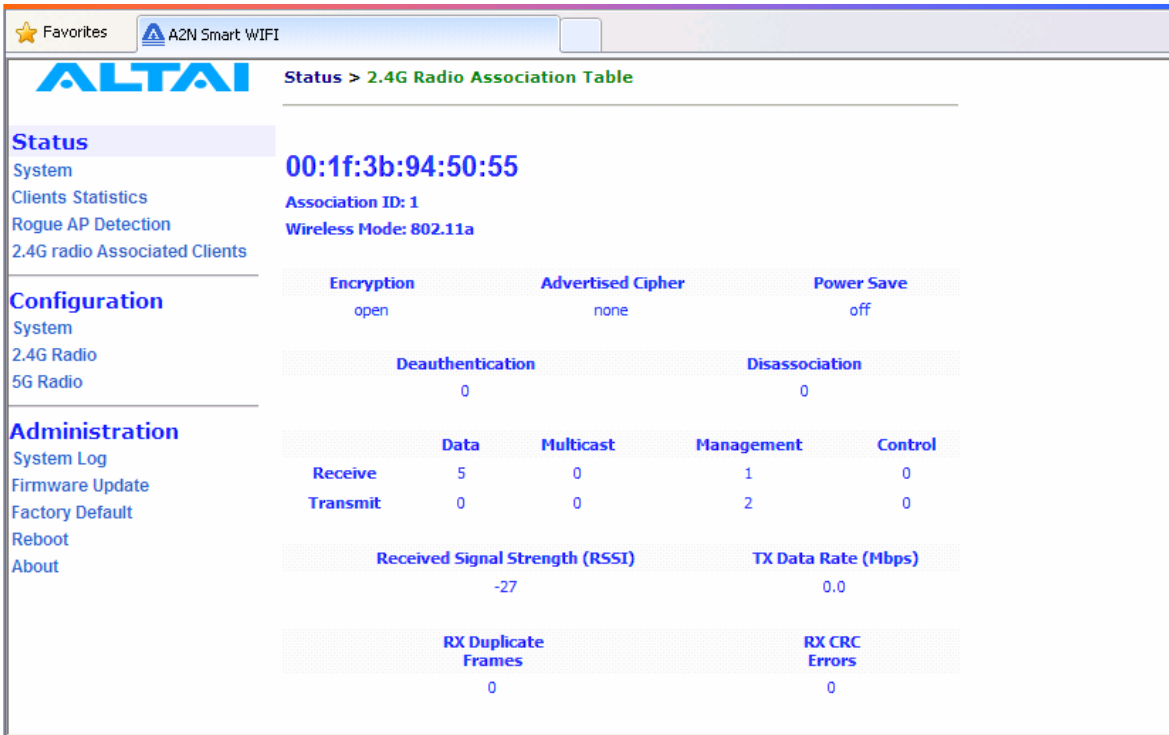 Favorites
A2N Smart WIFI
ALTAI
Status > 2.4G Radio Association Table
Status
System
Clients Statistics
Rogue AP Detection
2.4G radio Associated Clients
Configuration
System
2.4G Radio
5G Radio
Administration
System Log
Firmware Update
Factory Default
Reboot
About
00:1f:3b:94:50:55
Association ID: 1
Wireless Mode: 802.11a
Encryption Advertised Cipher Power Save
open none off
Deauthentication Disassociation
0 0
Data Multicast Management Control
Receive 5 0 1 0
Transmit 0 0 2 0
Received Signal Strength (RSSI) TX Data Rate (Mbps)
-27 0.0
RX Duplicate RX CRC
Frames Errors
0 0